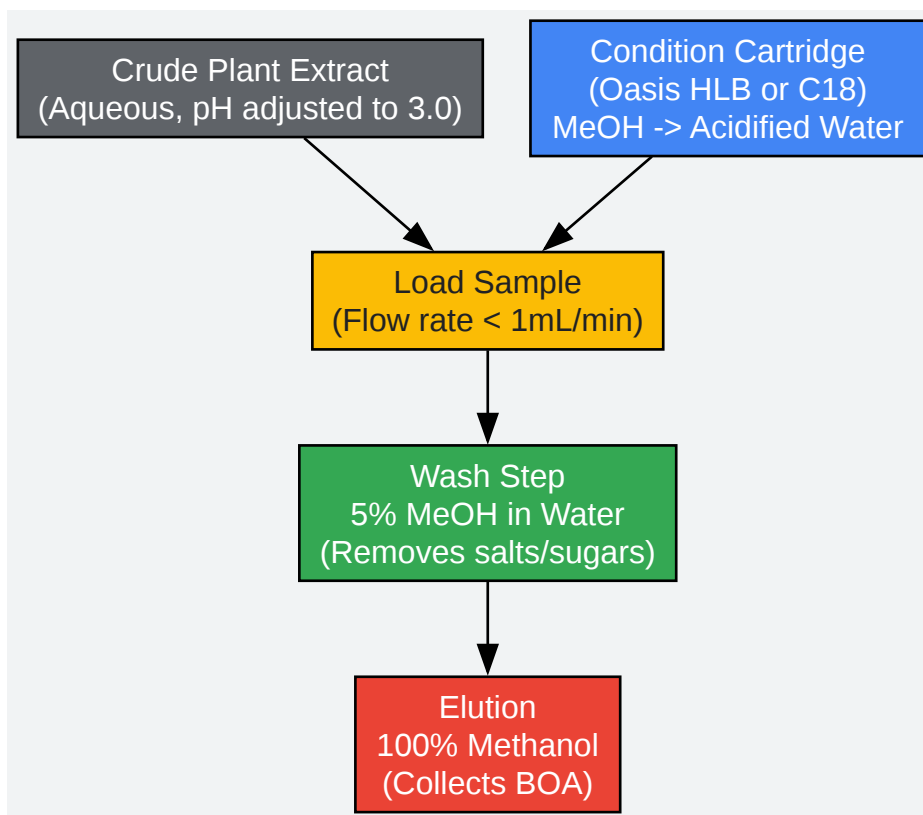 Crude Plant Extract
(Aqueous, pH adjusted to 3.0)
Condition Cartridge
(Oasis HLB or C18)
MeOH -> Acidified Water
Load Sample
(Flow rate < 1mL/min)
Wash Step
5% MeOH in Water
(Removes salts/sugars)
Elution
100% Methanol
(Collects BOA)